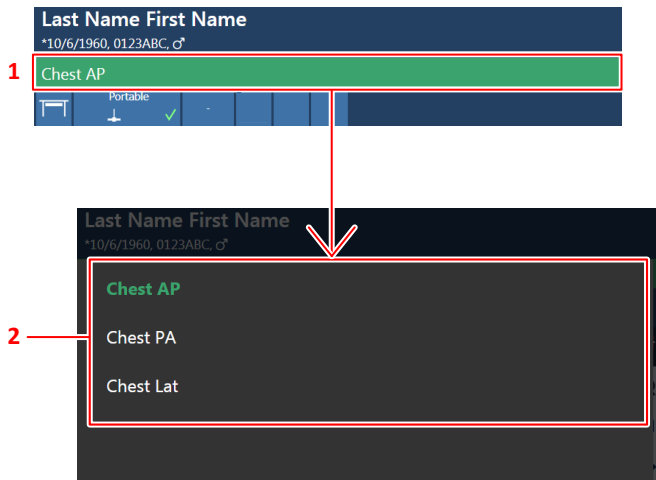 Last Name First Name
*10/6/1960, 0123ABC, ♂
1
Chest AP
Portable
-
Last Name First Name
*10/6/1960, 0123ABC, ♂
Chest AP
2
Chest PA
Chest Lat